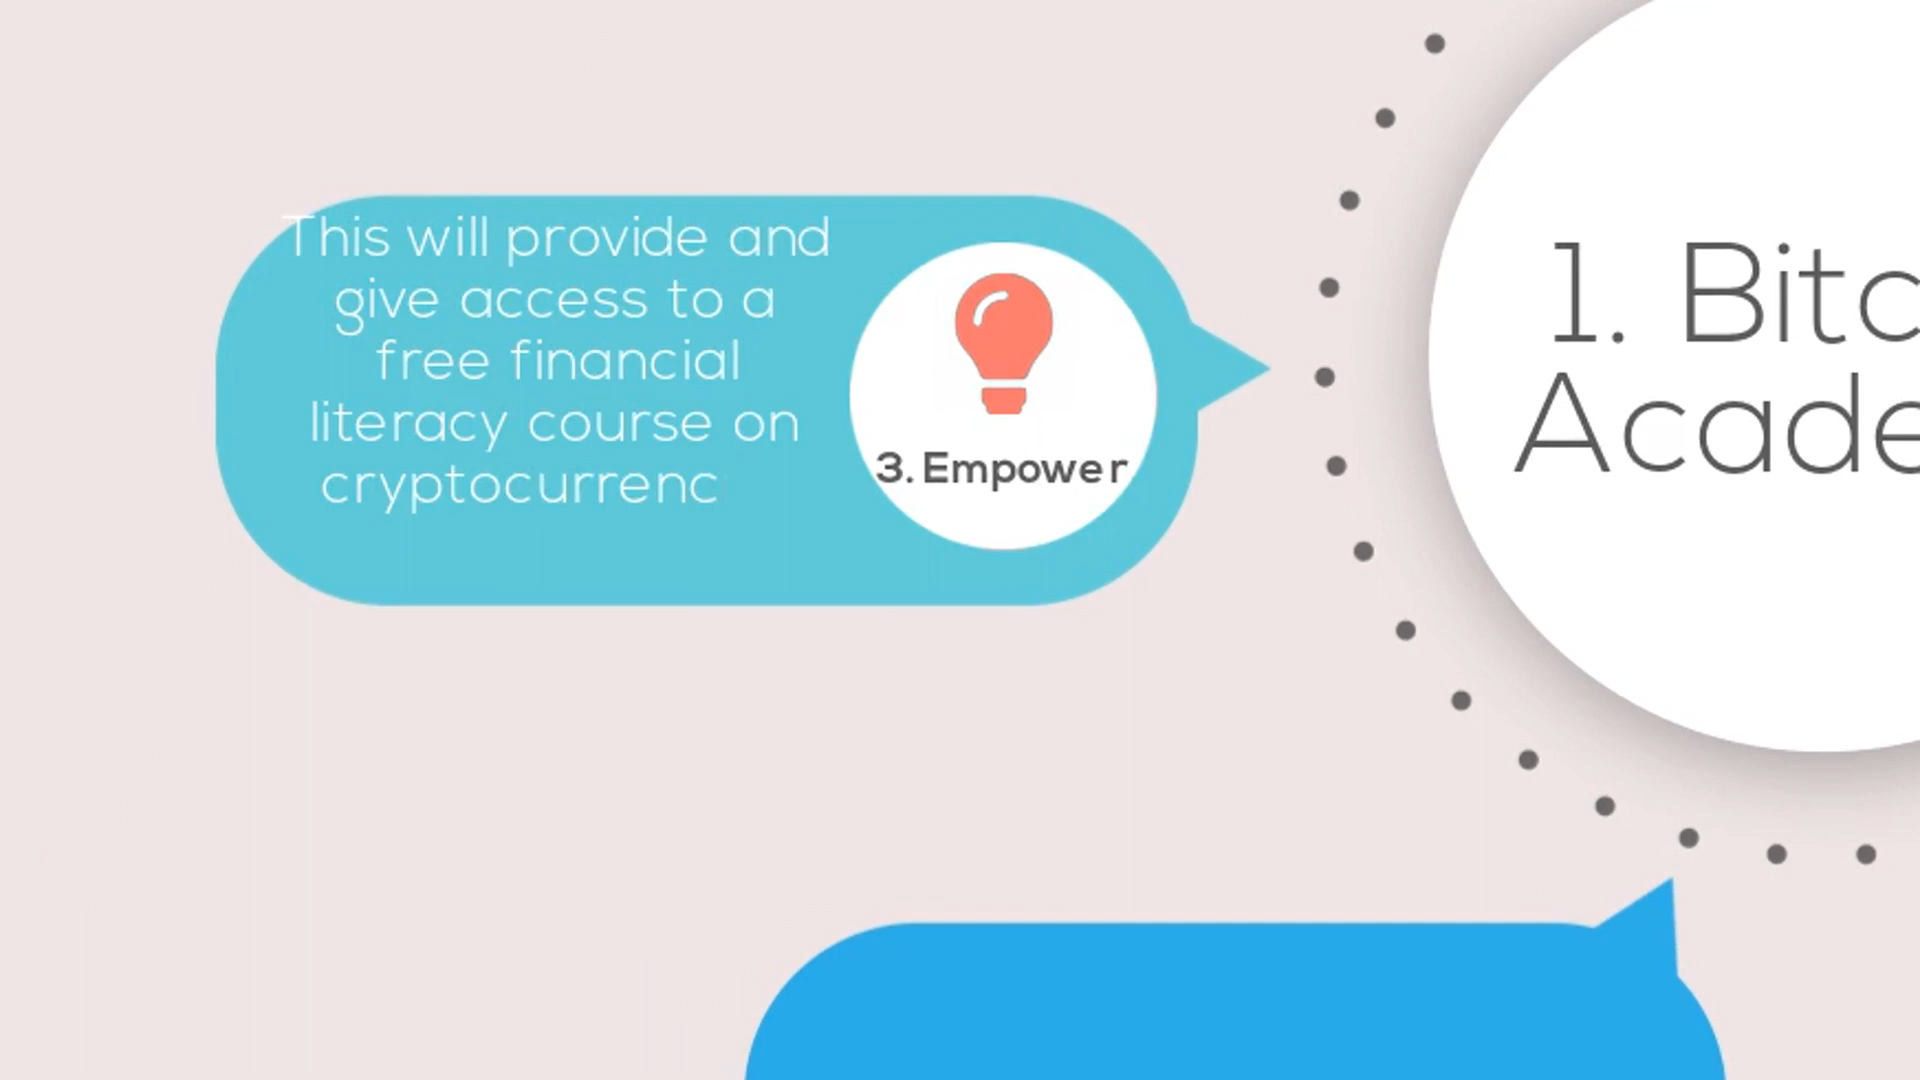 This will provide and
give access to a
free financial
literacy course on
cryptocurrenc
3. Empower
1. Bitc
Acade